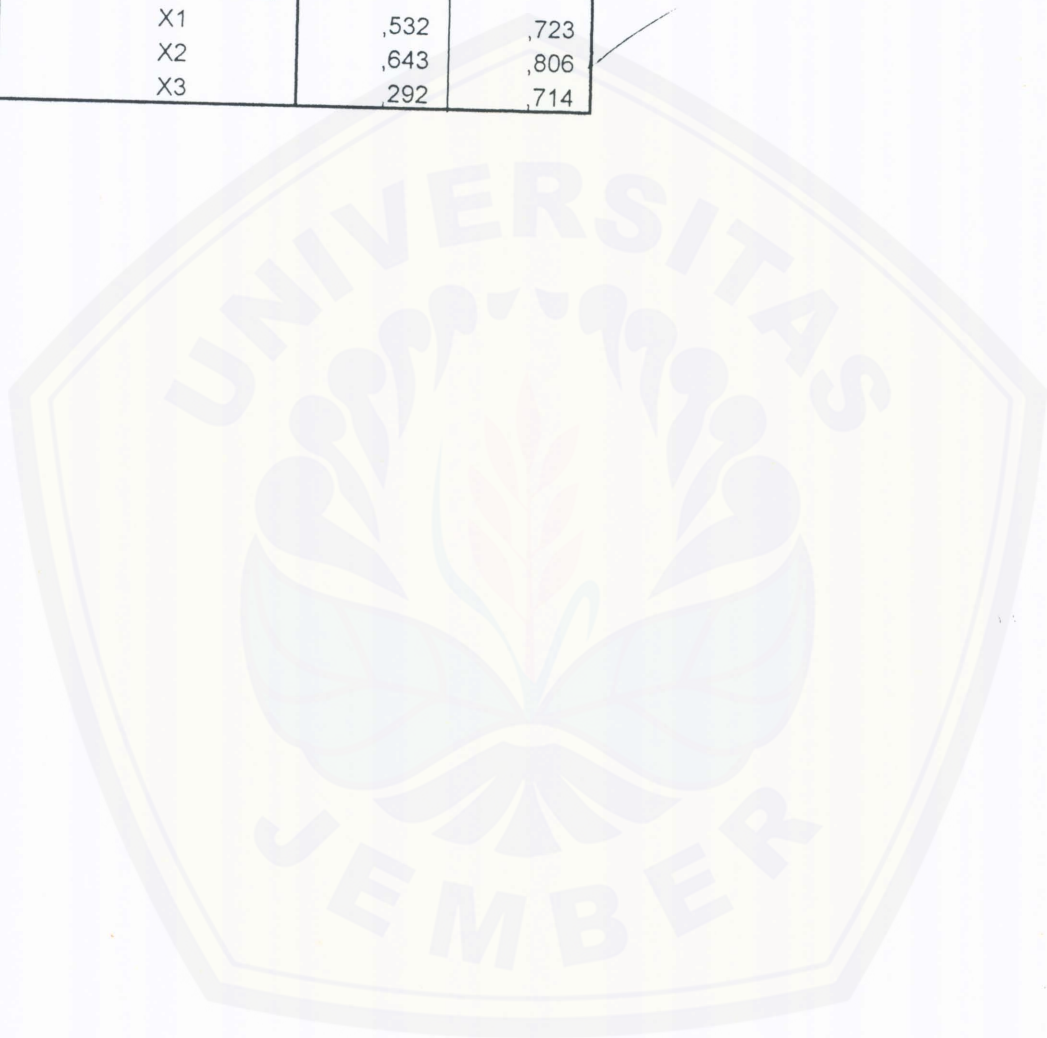 X1 ,532 ,723
X2 ,643 ,806
X3 ,292 ,714
UNIVERSITAS
JEMBER